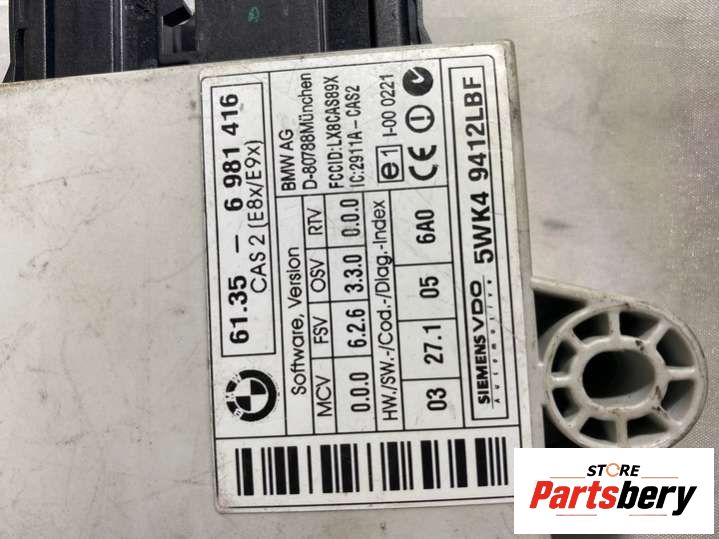 61.35 – 6 981 416
CAS 2 (E8x/E9x)
Software, Version
MCV FSV OSV RTV
0.0.0 6.2.6 3.3.0 0.0.0
HW./SW.-/Cod.-/Diag.-Index
03 27.1 05 6A0
BMW AG
D-80788München
FCCID:LX8CAS89X
IC:2911A-CAS2
e1 I-00 0221
CE
SIEMENS VDO
Automotive
5WK4 9412LBF
STORE
Partsbery